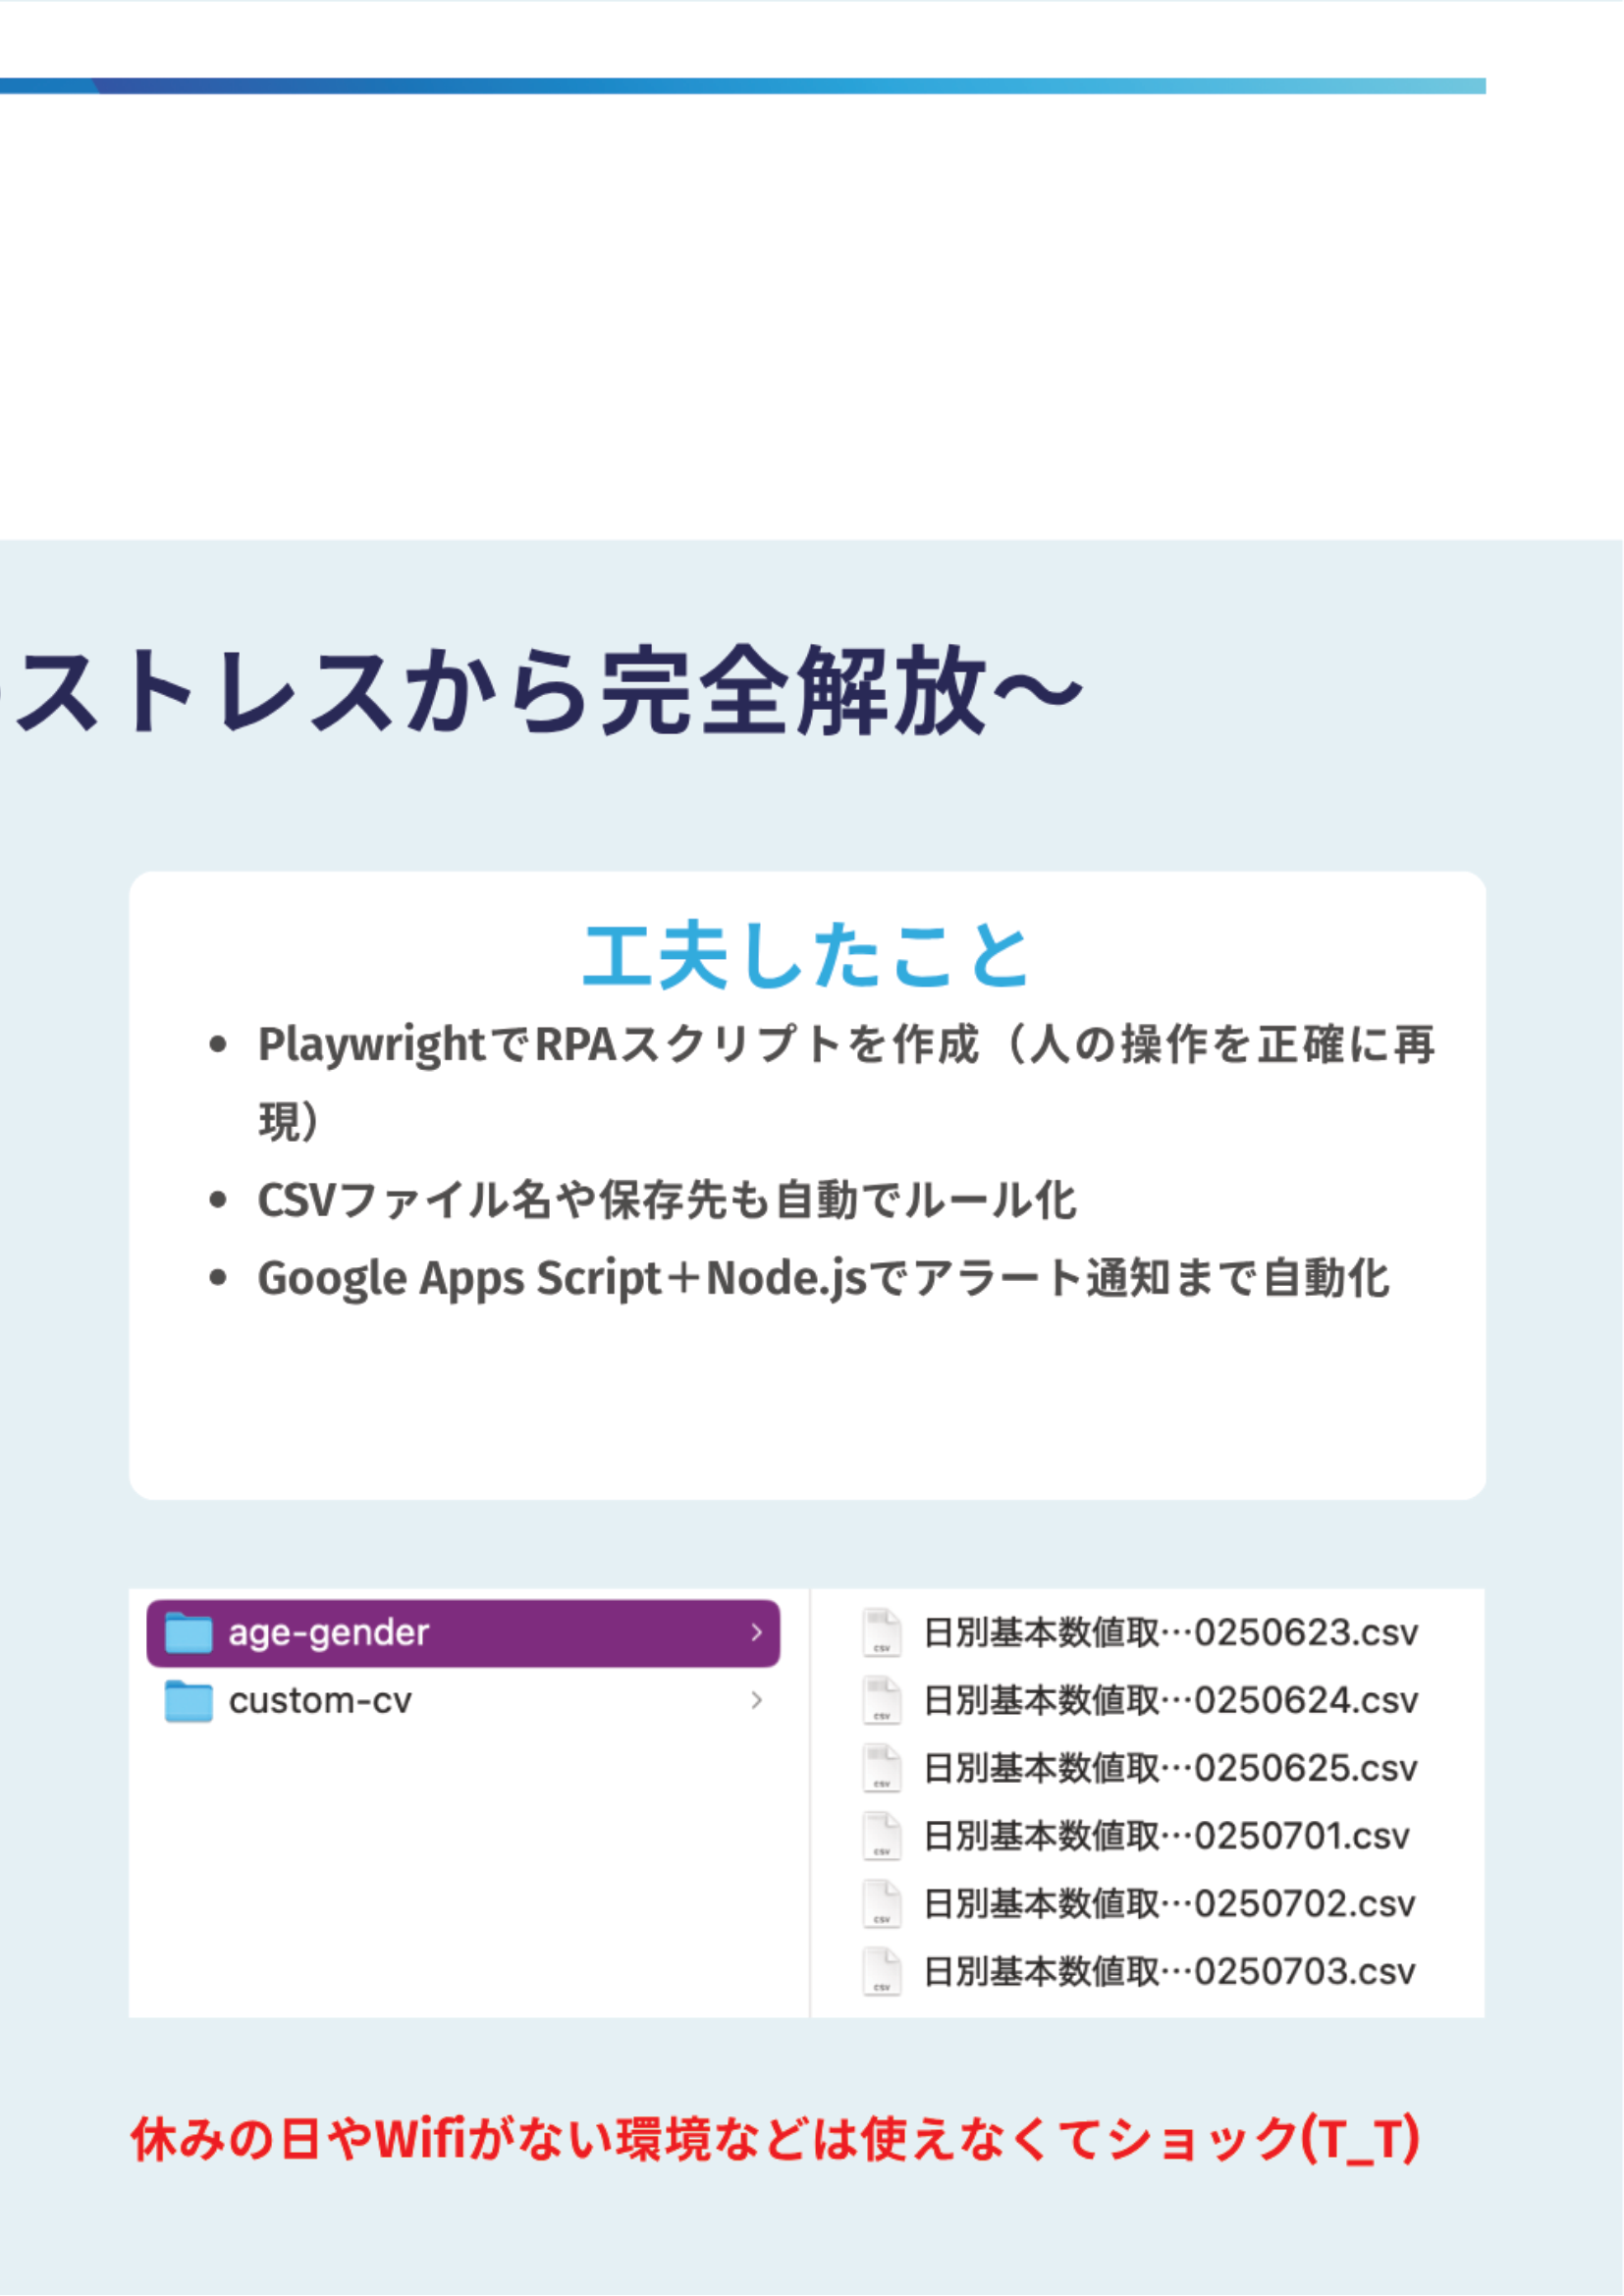 ストレスから完全解放〜
工夫したこと
• PlaywrightでRPAスクリプトを作成（人の操作を正確に再
現）
• CSVファイル名や保存先も自動でルール化
• Google Apps Script＋Node.jsでアラート通知まで自動化
age-gender
custom-cv
日別基本数値取…0250623.csv
日別基本数値取…0250624.csv
日別基本数値取…0250625.csv
日別基本数値取…0250701.csv
日別基本数値取…0250702.csv
日別基本数値取…0250703.csv
休みの日やWifiがない環境などは使えなくてショック(T_T)